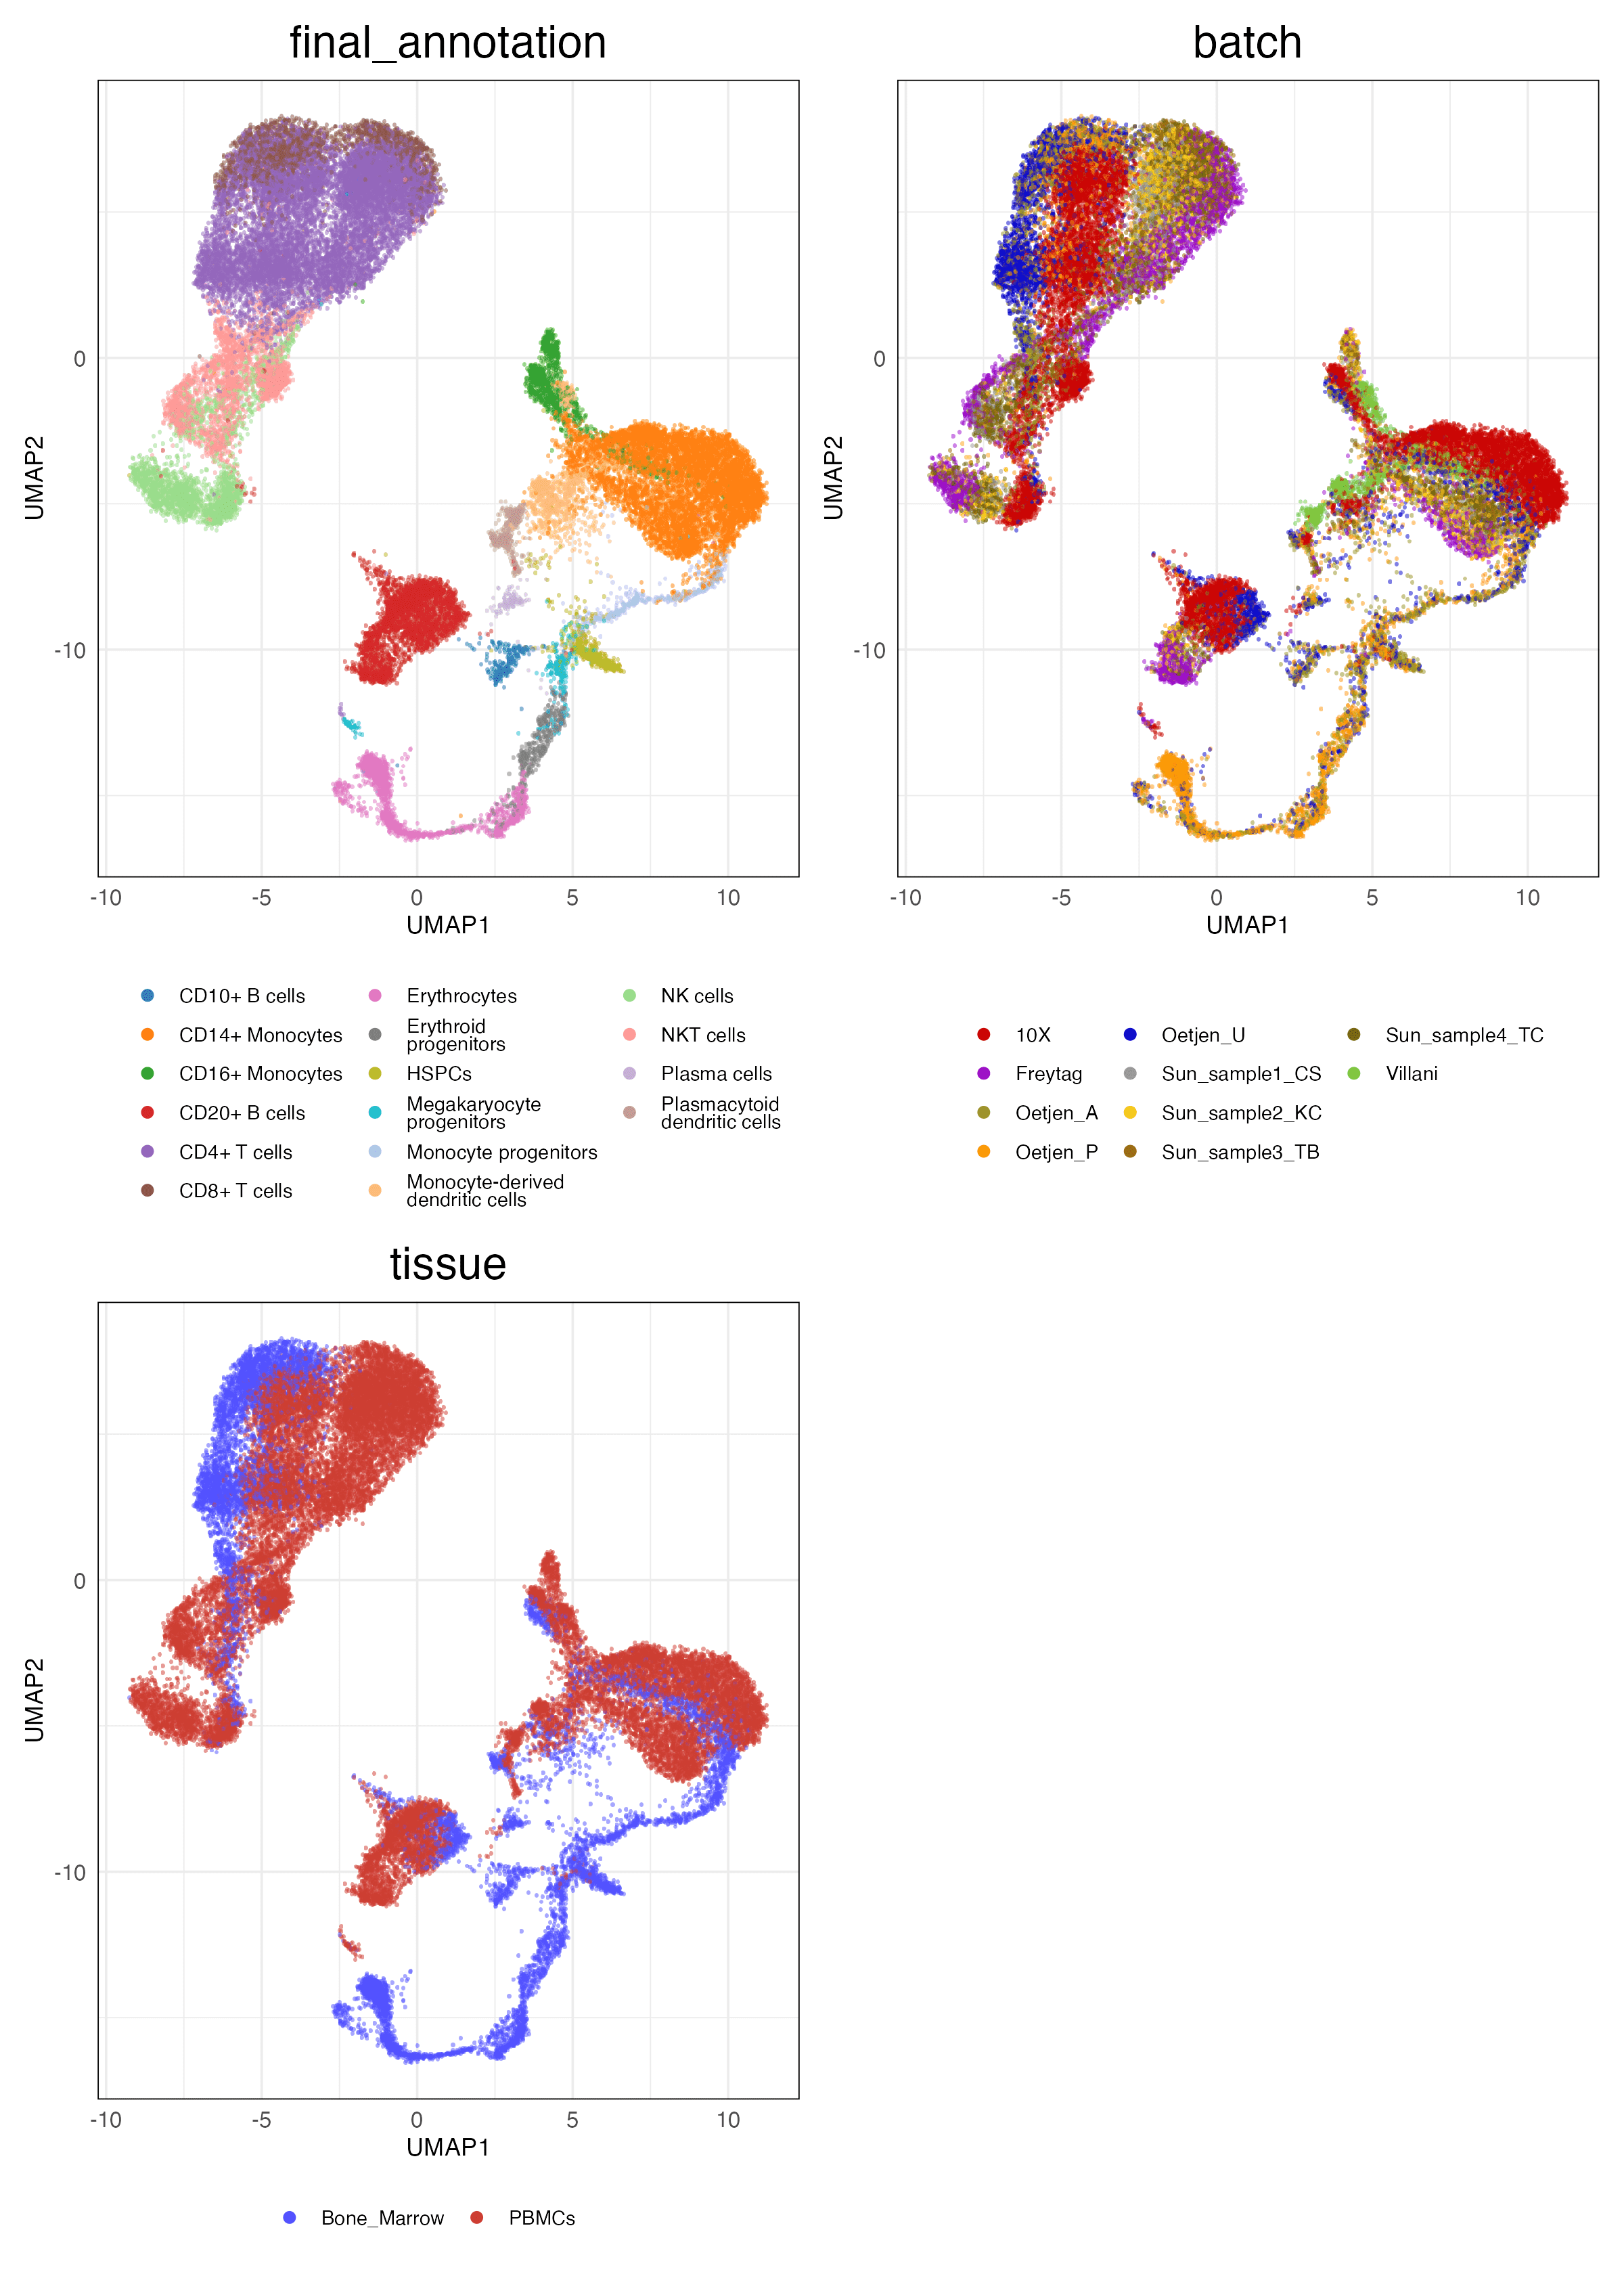 final_annotation
batch
UMAP2
0
-10
-10
-5
0
5
10
UMAP1
UMAP2
0
-10
-10
-5
0
5
10
UMAP1
CD10+ B cells
CD14+ Monocytes
CD16+ Monocytes
CD20+ B cells
CD4+ T cells
CD8+ T cells
Erythrocytes
Erythroid
progenitors
HSPCs
Megakaryocyte
progenitors
Monocyte progenitors
Monocyte-derived
dendritic cells
NK cells
NKT cells
Plasma cells
Plasmacytoid
dendritic cells
10X
Freytag
Oetjen_A
Oetjen_P
Oetjen_U
Sun_sample1_CS
Sun_sample2_KC
Sun_sample3_TB
Sun_sample4_TC
Villani
tissue
UMAP2
0
-10
-10
-5
0
5
10
UMAP1
Bone_Marrow
PBMCs